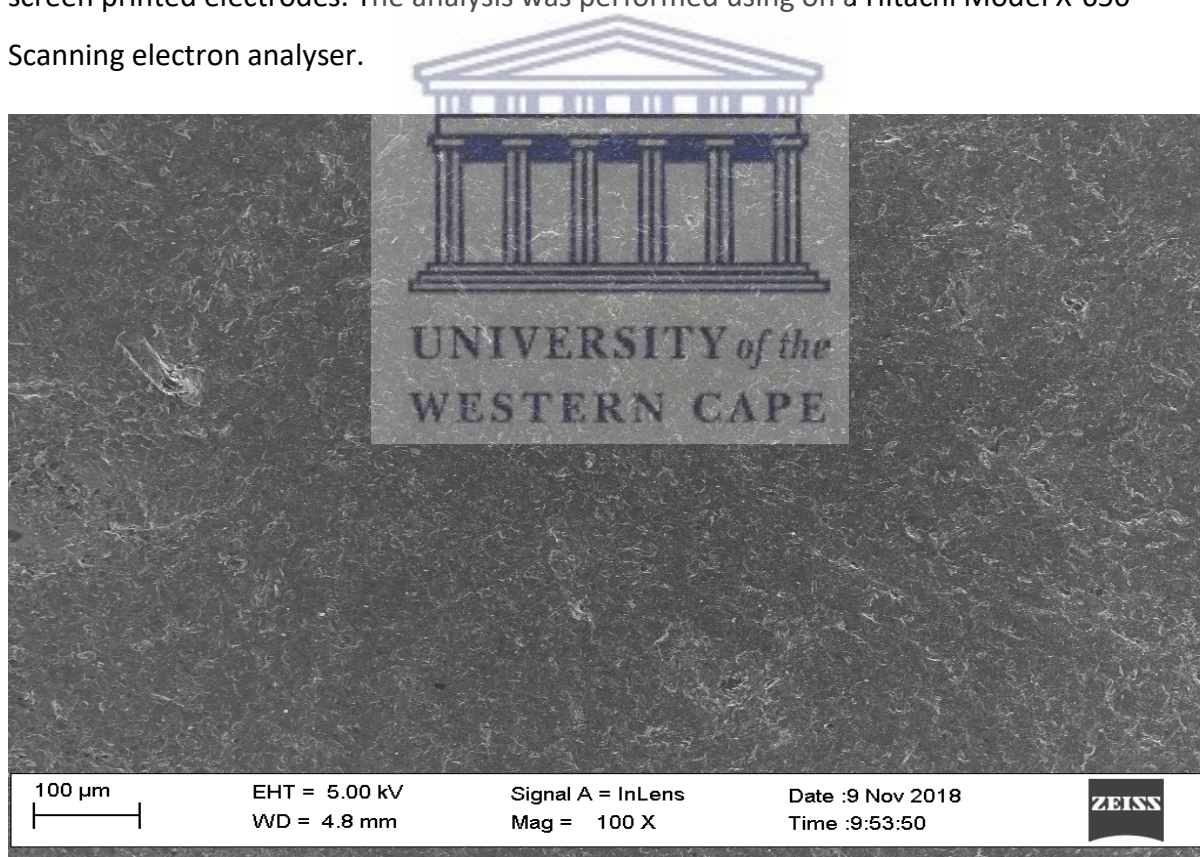 screen printed electrodes. The analysis was performed using on a Hitachi Model X-650
Scanning electron analyser.
UNIVERSITY of the
WESTERN CAPE
100 µm
EHT = 5.00 kV
Signal A = InLens
Date :9 Nov 2018
WD = 4.8 mm
Mag = 100 X
Time :9:53:50
ZEISS